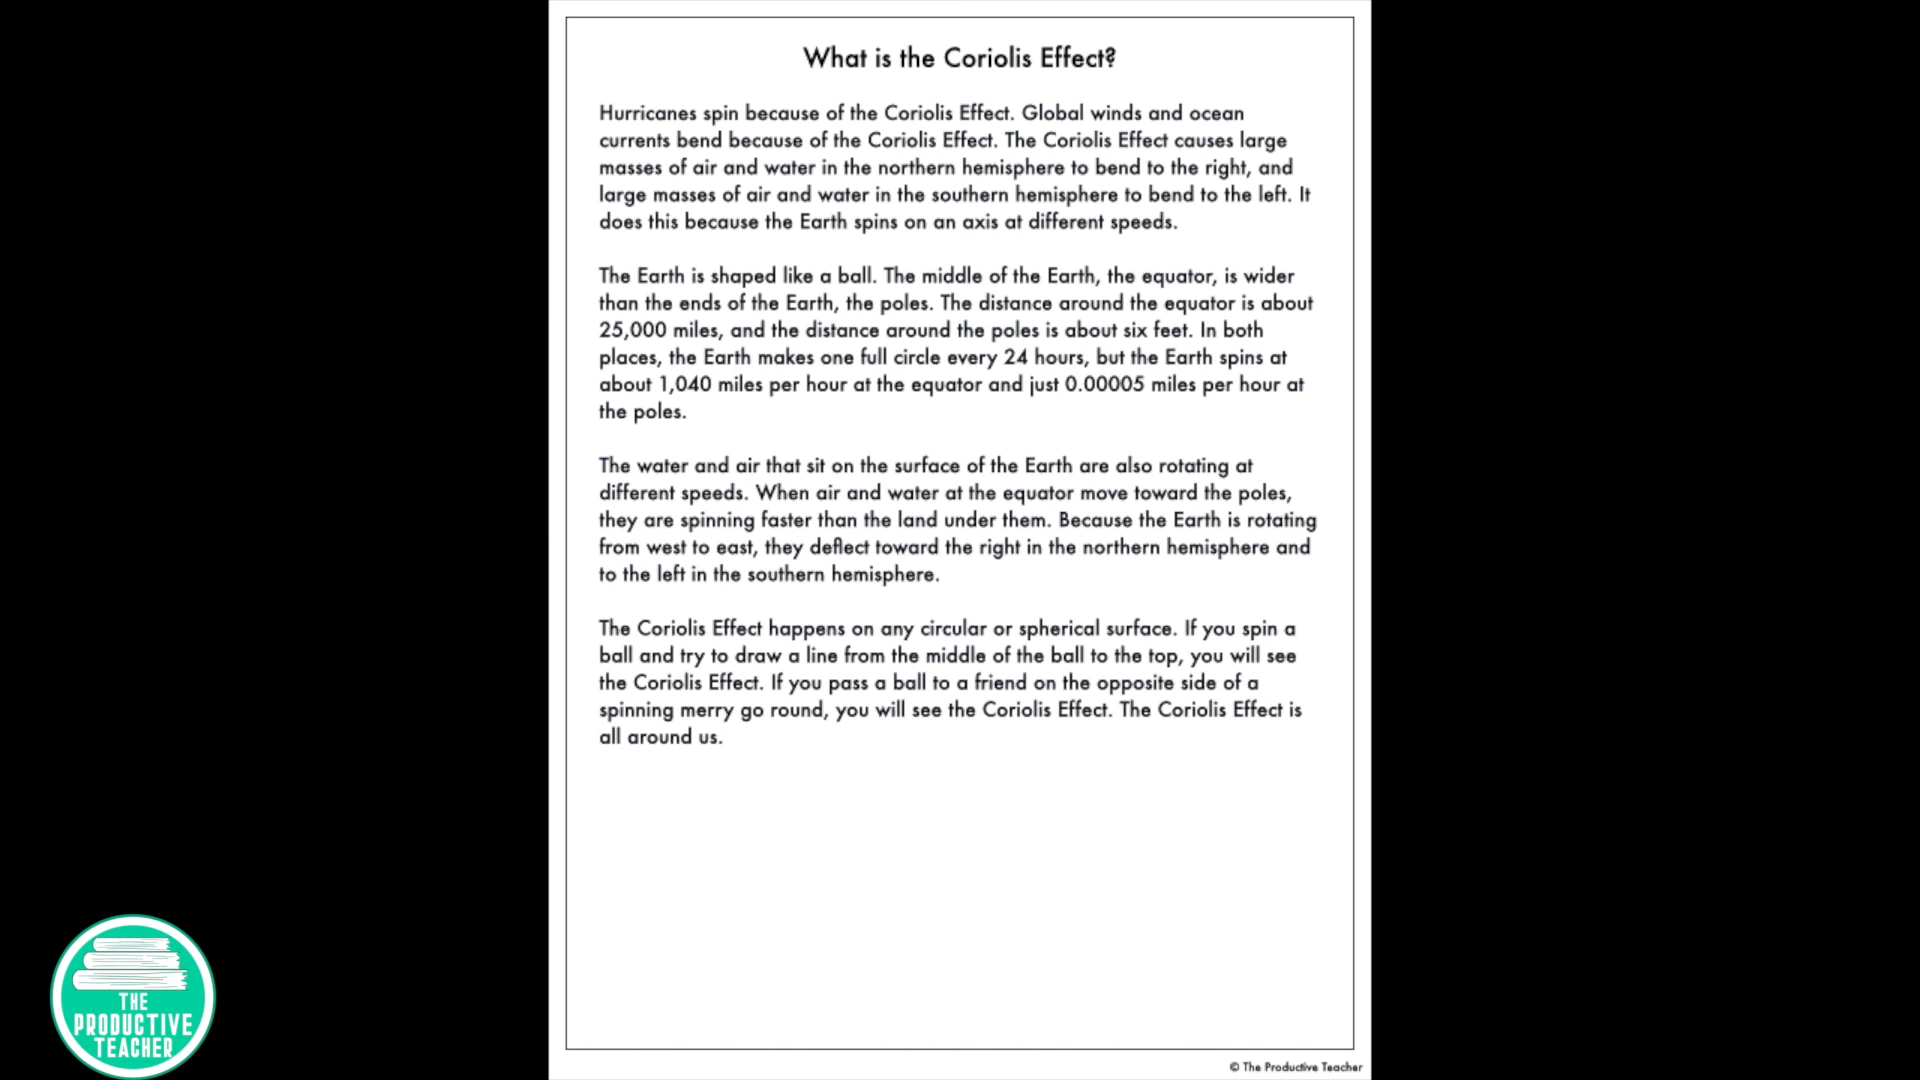 What is the Coriolis Effect?
Hurricanes spin because of the Coriolis Effect. Global winds and ocean
currents bend because of the Coriolis Effect. The Coriolis Effect causes large
masses of air and water in the northern hemisphere to bend to the right, and
large masses of air and water in the southern hemisphere to bend to the left. It
does this because the Earth spins on an axis at different speeds.
The Earth is shaped like a ball. The middle of the Earth, the equator, is wider
than the ends of the Earth, the poles. The distance around the equator is about
25,000 miles, and the distance around the poles is about six feet. In both
places, the Earth makes one full circle every 24 hours, but the Earth spins at
about 1,040 miles per hour at the equator and just 0.00005 miles per hour at
the poles.
The water and air that sit on the surface of the Earth are also rotating at
different speeds. When air and water at the equator move toward the poles,
they are spinning faster than the land under them. Because the Earth is rotating
from west to east, they deflect toward the right in the northern hemisphere and
to the left in the southern hemisphere.
The Coriolis Effect happens on any circular or spherical surface. If you spin a
ball and try to draw a line from the middle of the ball to the top, you will see
the Coriolis Effect. If you pass a ball to a friend on the opposite side of a
spinning merry go round, you will see the Coriolis Effect. The Coriolis Effect is
all around us.
THE
PRODUCTIVE
TEACHER
© The Productive Teacher